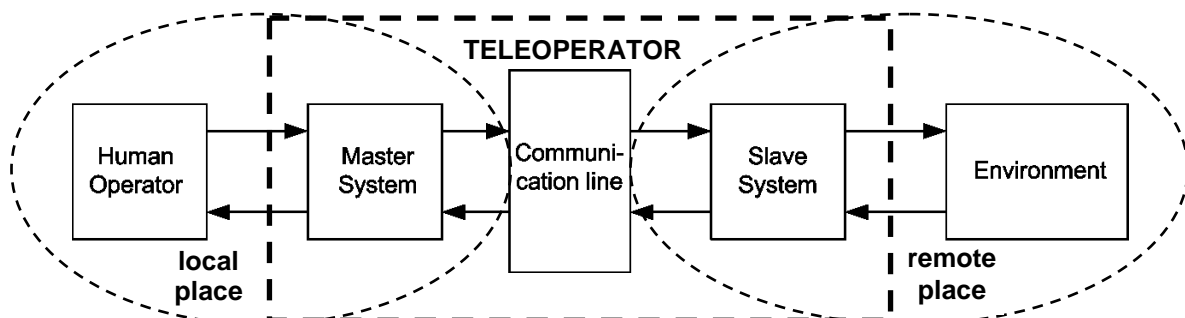 TELEOPERATOR
Human
Operator
Master
System
Communi-
cation line
Slave
System
Environment
local
place
remote
place